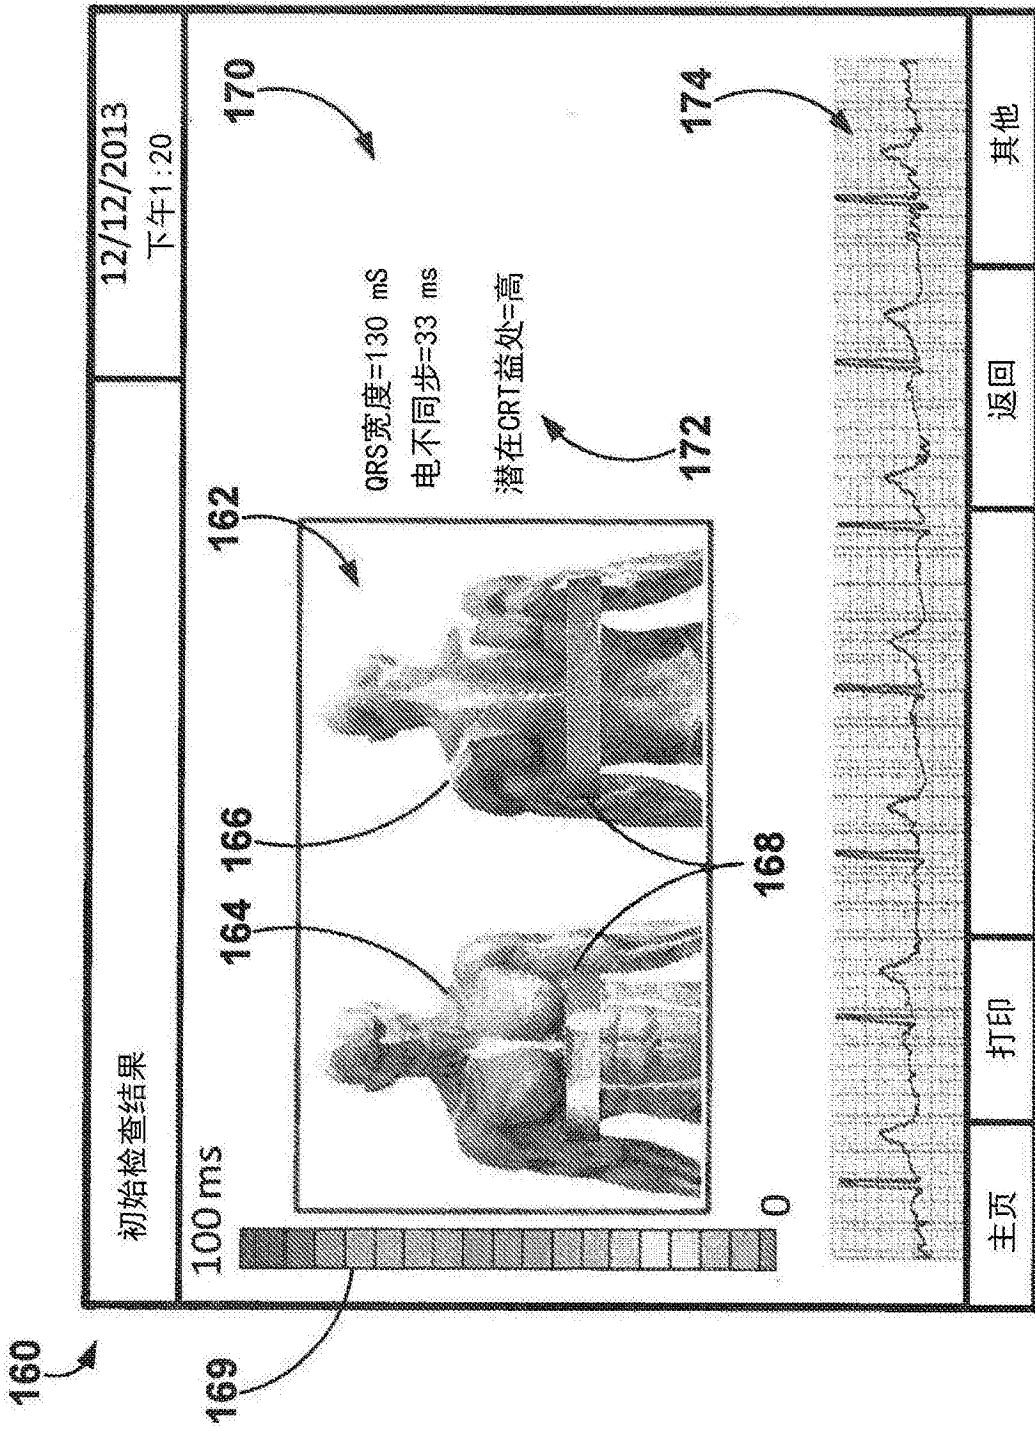 160
初始检查结果
12/12/2013
下午1:20
100 ms
169
0
164
166
162
170
168
QRS宽度=130 mS
电不同步=33 ms
潜在CRT益处=高
172
174
主页
打印
返回
其他